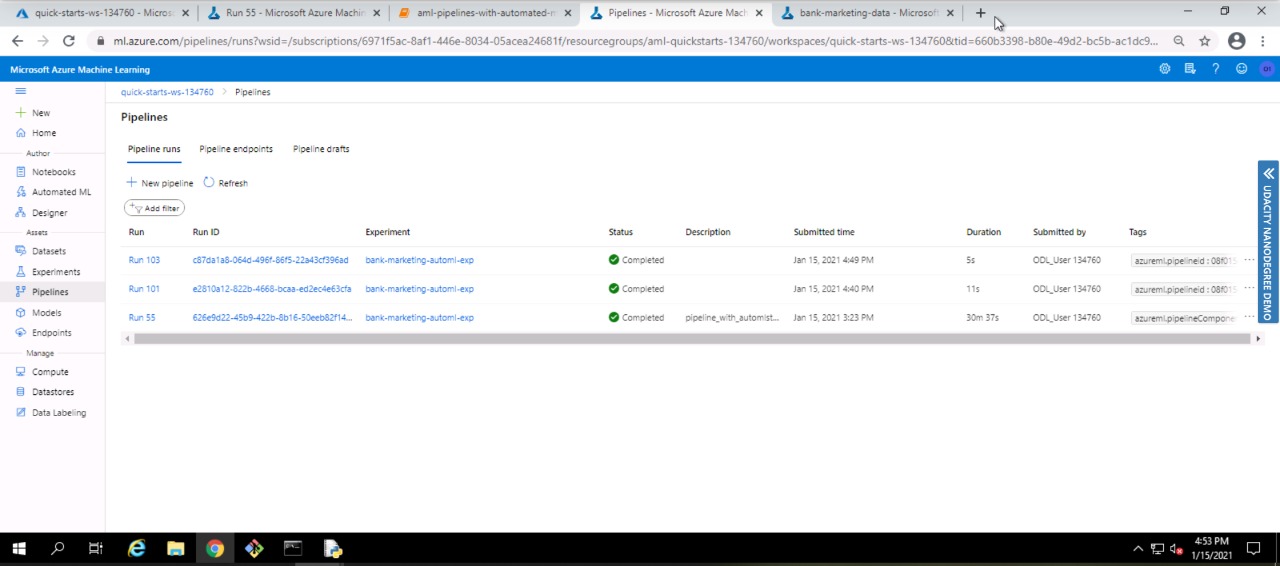 quick-starts-ws-134760 - Microso
Run 55 - Microsoft Azure Machin
aml-pipelines-with-automated-m
Pipelines - Microsoft Azure Mach
bank-marketing-data - Microsoft
ml.azure.com/pipelines/runs?wsid=/subscriptions/6971f5ac-8af1-446e-8034-05acea24681f/resourcegroups/aml-quickstarts-134760/workspaces/quick-starts-ws-134760&tid=660b3398-b80e-49d2-bc5b-ac1dc9...
Microsoft Azure Machine Learning
quick-starts-ws-134760 > Pipelines
New
Home
Author
Notebooks
Automated ML
Designer
Assets
Datasets
Experiments
Pipelines
Models
Endpoints
Manage
Compute
Datastores
Data Labeling
Pipelines
Pipeline runs Pipeline endpoints Pipeline drafts
New pipeline Refresh
Add filter
Run Run ID Experiment Status Description Submitted time Duration Submitted by Tags
Run 103 c87da1a8-064d-496f-86f5-22a43cf396ad bank-marketing-automl-exp Completed Jan 15, 2021 4:49 PM 5s ODL_User 134760 azureml.pipelineid : 08f015
Run 101 e2810a12-822b-4668-bcaa-ed2ec4e63cfa bank-marketing-automl-exp Completed Jan 15, 2021 4:40 PM 11s ODL_User 134760 azureml.pipelineid : 08f015
Run 55 626e9d22-45b9-422b-8b16-50eeb82f14... bank-marketing-automl-exp Completed pipeline_with_automlst... Jan 15, 2021 3:23 PM 30m 37s ODL_User 134760 azureml.pipelineCompone
UDACITY NANODEGREE DEMO
4:53 PM
1/15/2021